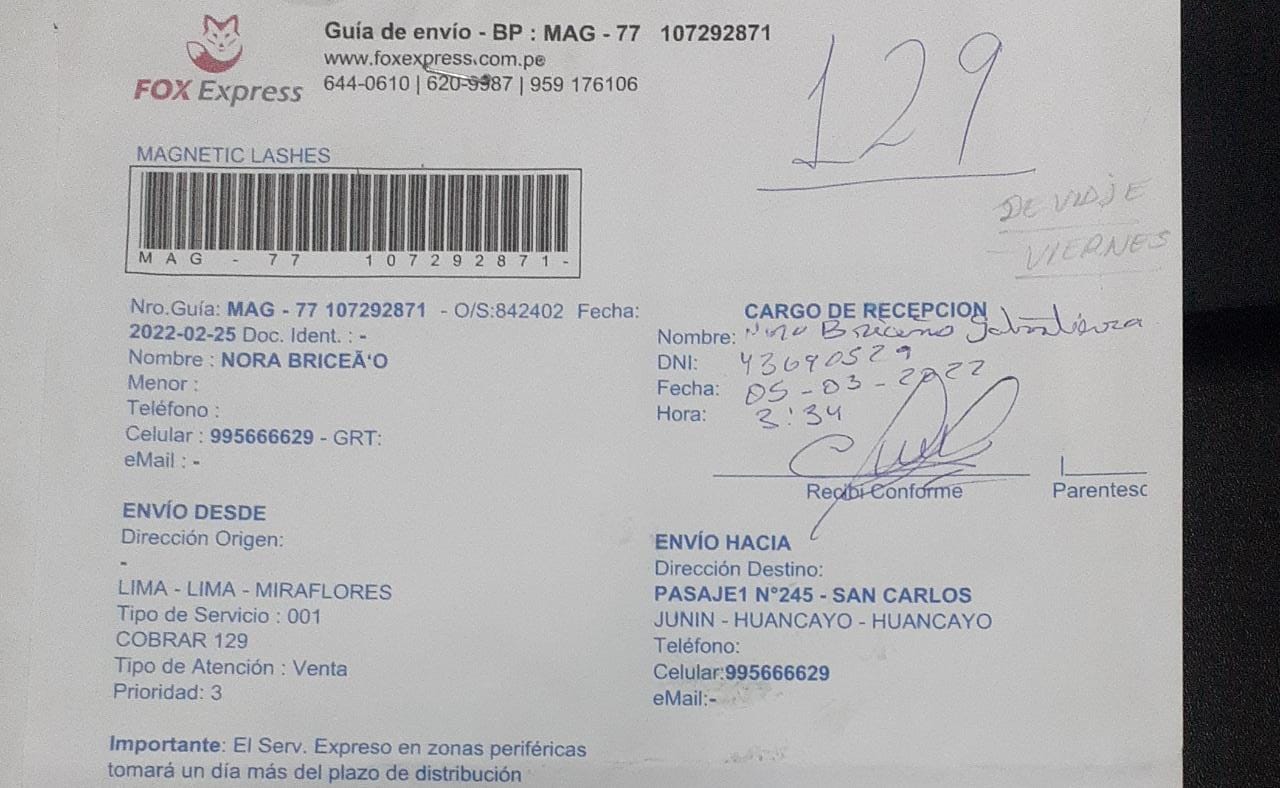 FOX Express
Guía de envío - BP : MAG - 77 107292871
www.foxexpress.com.pe
644-0610 | 620-9987 | 959 176106
129
DE VIAJE
VIERNES
MAGNETIC LASHES
MAG - 77 107292871-
Nro.Guía: MAG - 77 107292871 - O/S:842402 Fecha:
2022-02-25 Doc. Ident. : -
Nombre : NORA BRICEÃ‘O
Menor :
Teléfono :
Celular : 995666629 - GRT:
eMail : -
CARGO DE RECEPCION
Nombre: Nora Briceño
DNI: 43690529
Fecha: 05-03-2022
Hora: 3:34
Recibi Conforme
Parentesc
ENVÍO DESDE
Dirección Origen:
-
LIMA - LIMA - MIRAFLORES
Tipo de Servicio : 001
COBRAR 129
Tipo de Atención : Venta
Prioridad: 3
ENVÍO HACIA
Dirección Destino:
PASAJE1 N°245 - SAN CARLOS
JUNIN - HUANCAYO - HUANCAYO
Teléfono:
Celular:995666629
eMail:-
Importante: El Serv. Expreso en zonas periféricas
tomará un día más del plazo de distribución